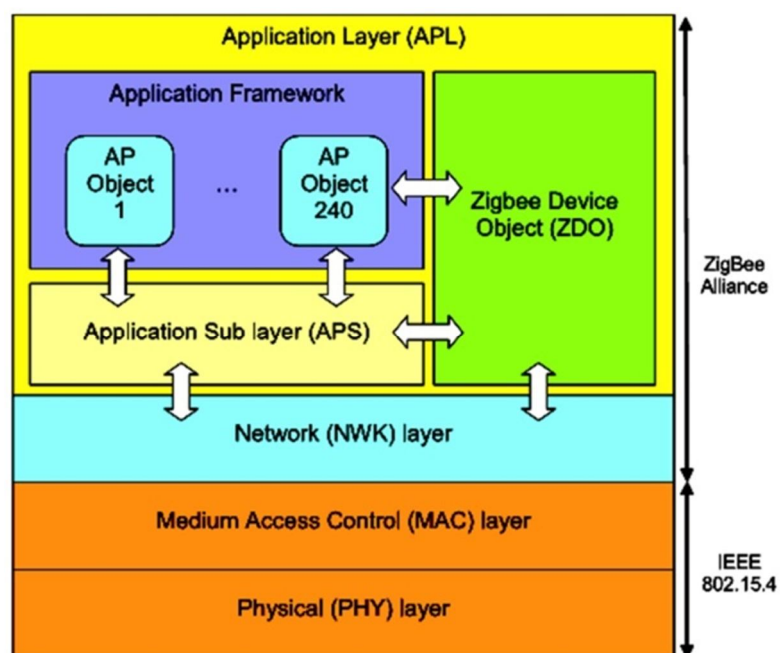 Application Layer (APL)
Application Framework
AP
Object
1
...
AP
Object
240
Zigbee Device
Object (ZDO)
Application Sub layer (APS)
Network (NWK) layer
Medium Access Control (MAC) layer
Physical (PHY) layer
ZigBee
Alliance
IEEE
802.15.4